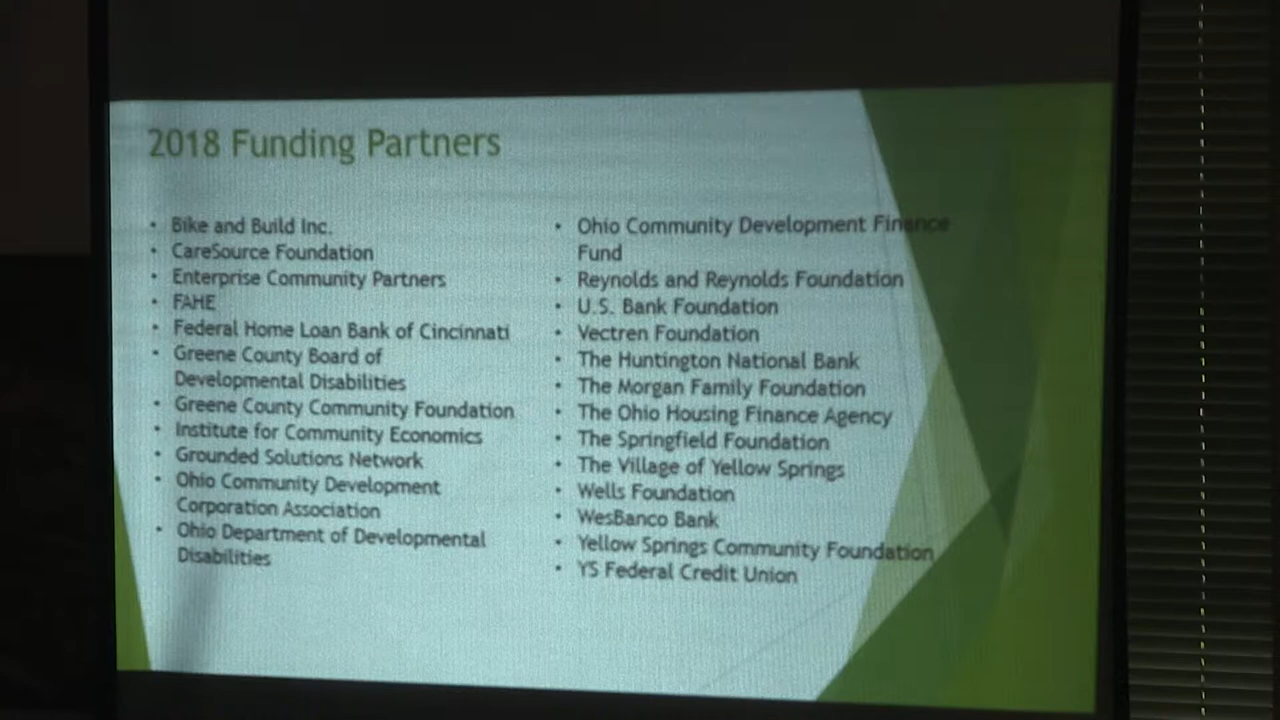 2018 Funding Partners
• Bike and Build Inc.
• CareSource Foundation
• Enterprise Community Partners
• FAHE
• Federal Home Loan Bank of Cincinnati
• Greene County Board of
Developmental Disabilities
• Greene County Community Foundation
• Institute for Community Economics
• Grounded Solutions Network
• Ohio Community Development
Corporation Association
• Ohio Department of Developmental
Disabilities
• Ohio Community Development Finance
Fund
• Reynolds and Reynolds Foundation
• U.S. Bank Foundation
• Vectren Foundation
• The Huntington National Bank
• The Morgan Family Foundation
• The Ohio Housing Finance Agency
• The Springfield Foundation
• The Village of Yellow Springs
• Wells Foundation
• WesBanco Bank
• Yellow Springs Community Foundation
• YS Federal Credit Union